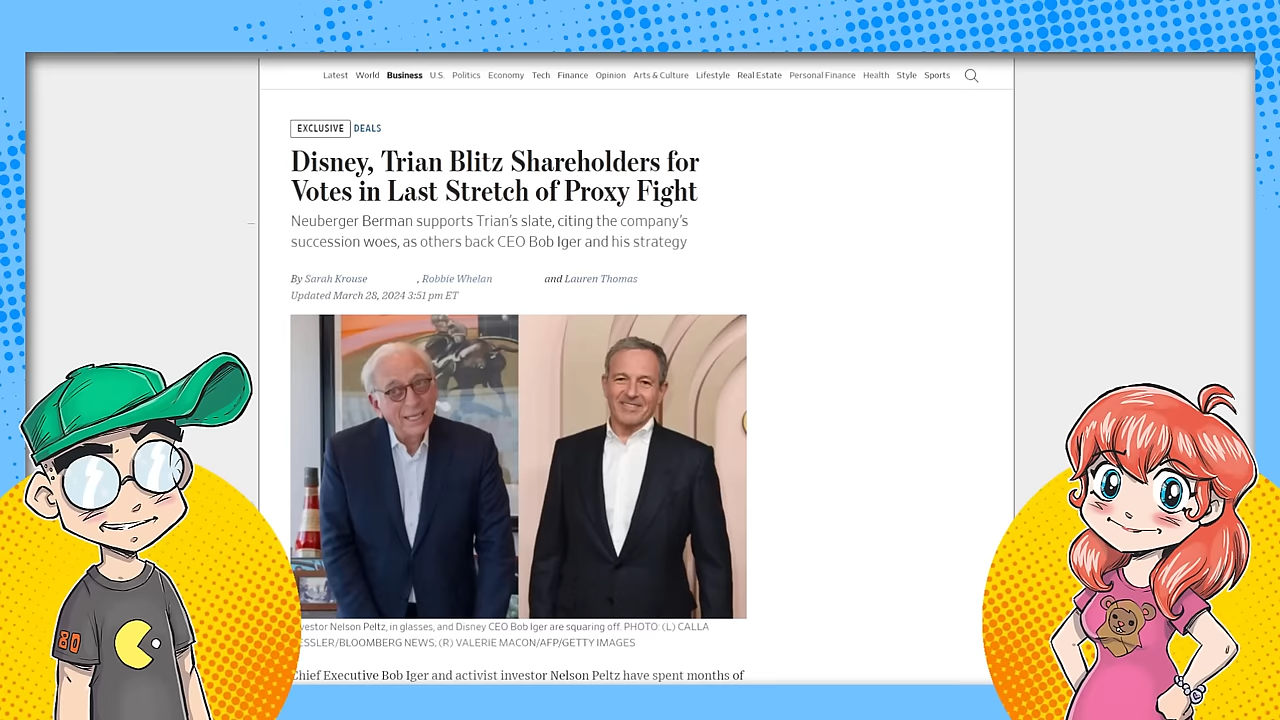 Latest World Business U.S. Politics Economy Tech Finance Opinion Arts & Culture Lifestyle Real Estate Personal Finance Health Style Sports
EXCLUSIVE DEALS
Disney, Trian Blitz Shareholders for
Votes in Last Stretch of Proxy Fight
Neuberger Berman supports Trian's slate, citing the company's
succession woes, as others back CEO Bob Iger and his strategy
By Sarah Krouse , Robbie Whelan and Lauren Thomas
Updated March 28, 2024 3:51 pm ET
vestor Nelson Peltz, in glasses, and Disney CEO Bob Iger are squaring off. PHOTO: (L) CALLA
ESSLER/BLOOMBERG NEWS, (R) VALERIE MACON/AFP/GETTY IMAGES
Chief Executive Bob Iger and activist investor Nelson Peltz have spent months of
80